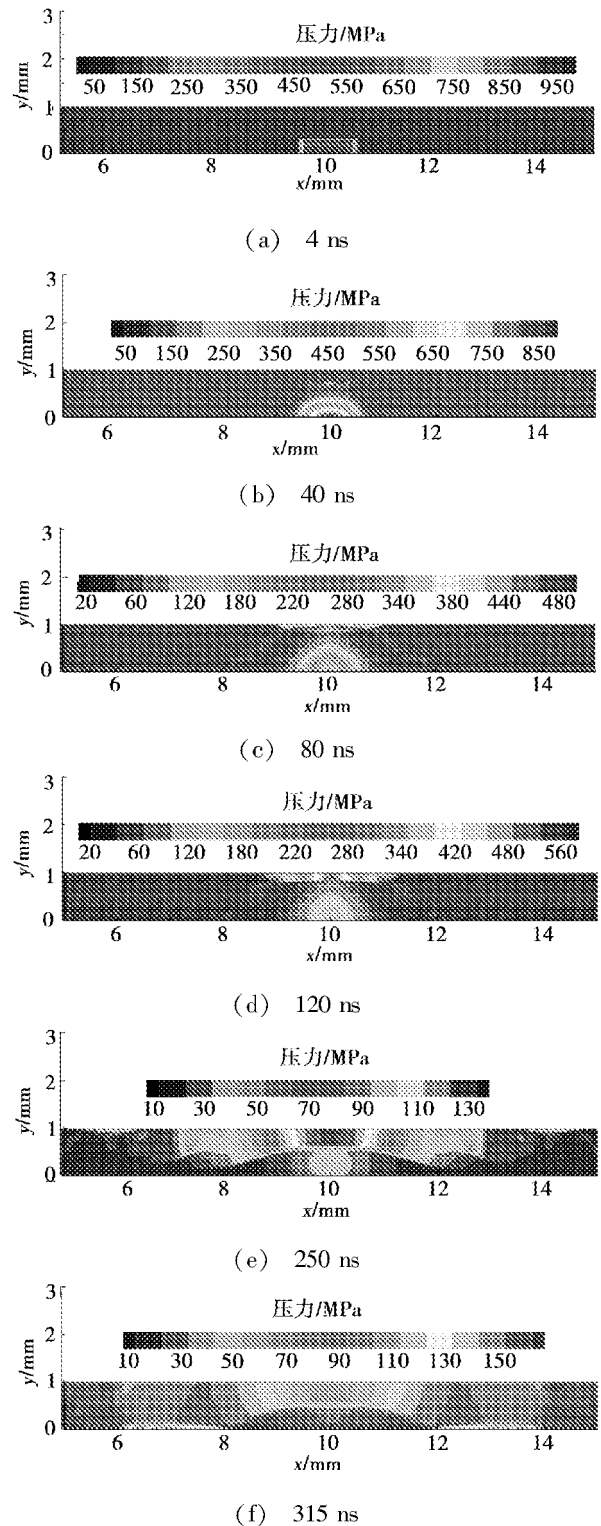 3
压力/MPa
2
y/mm
50 150 250 350 450 550 650 750 850 950
1
0
6 8 10 12 14
x/mm
(a) 4 ns
3
压力/MPa
2
y/mm
50 150 250 350 450 550 650 750 850
1
0
6 8 10 12 14
x/mm
(b) 40 ns
3
压力/MPa
2
y/mm
20 60 120 180 220 280 340 380 440 480
1
0
6 8 10 12 14
x/mm
(c) 80 ns
3
压力/MPa
2
y/mm
20 60 120 180 220 280 340 420 480 560
1
0
6 8 10 12 14
x/mm
(d) 120 ns
3
压力/MPa
2
y/mm
10 30 50 70 90 110 130
1
0
6 8 10 12 14
x/mm
(e) 250 ns
3
压力/MPa
2
y/mm
10 30 50 70 90 110 130 150
1
0
6 8 10 12 14
x/mm
(f) 315 ns